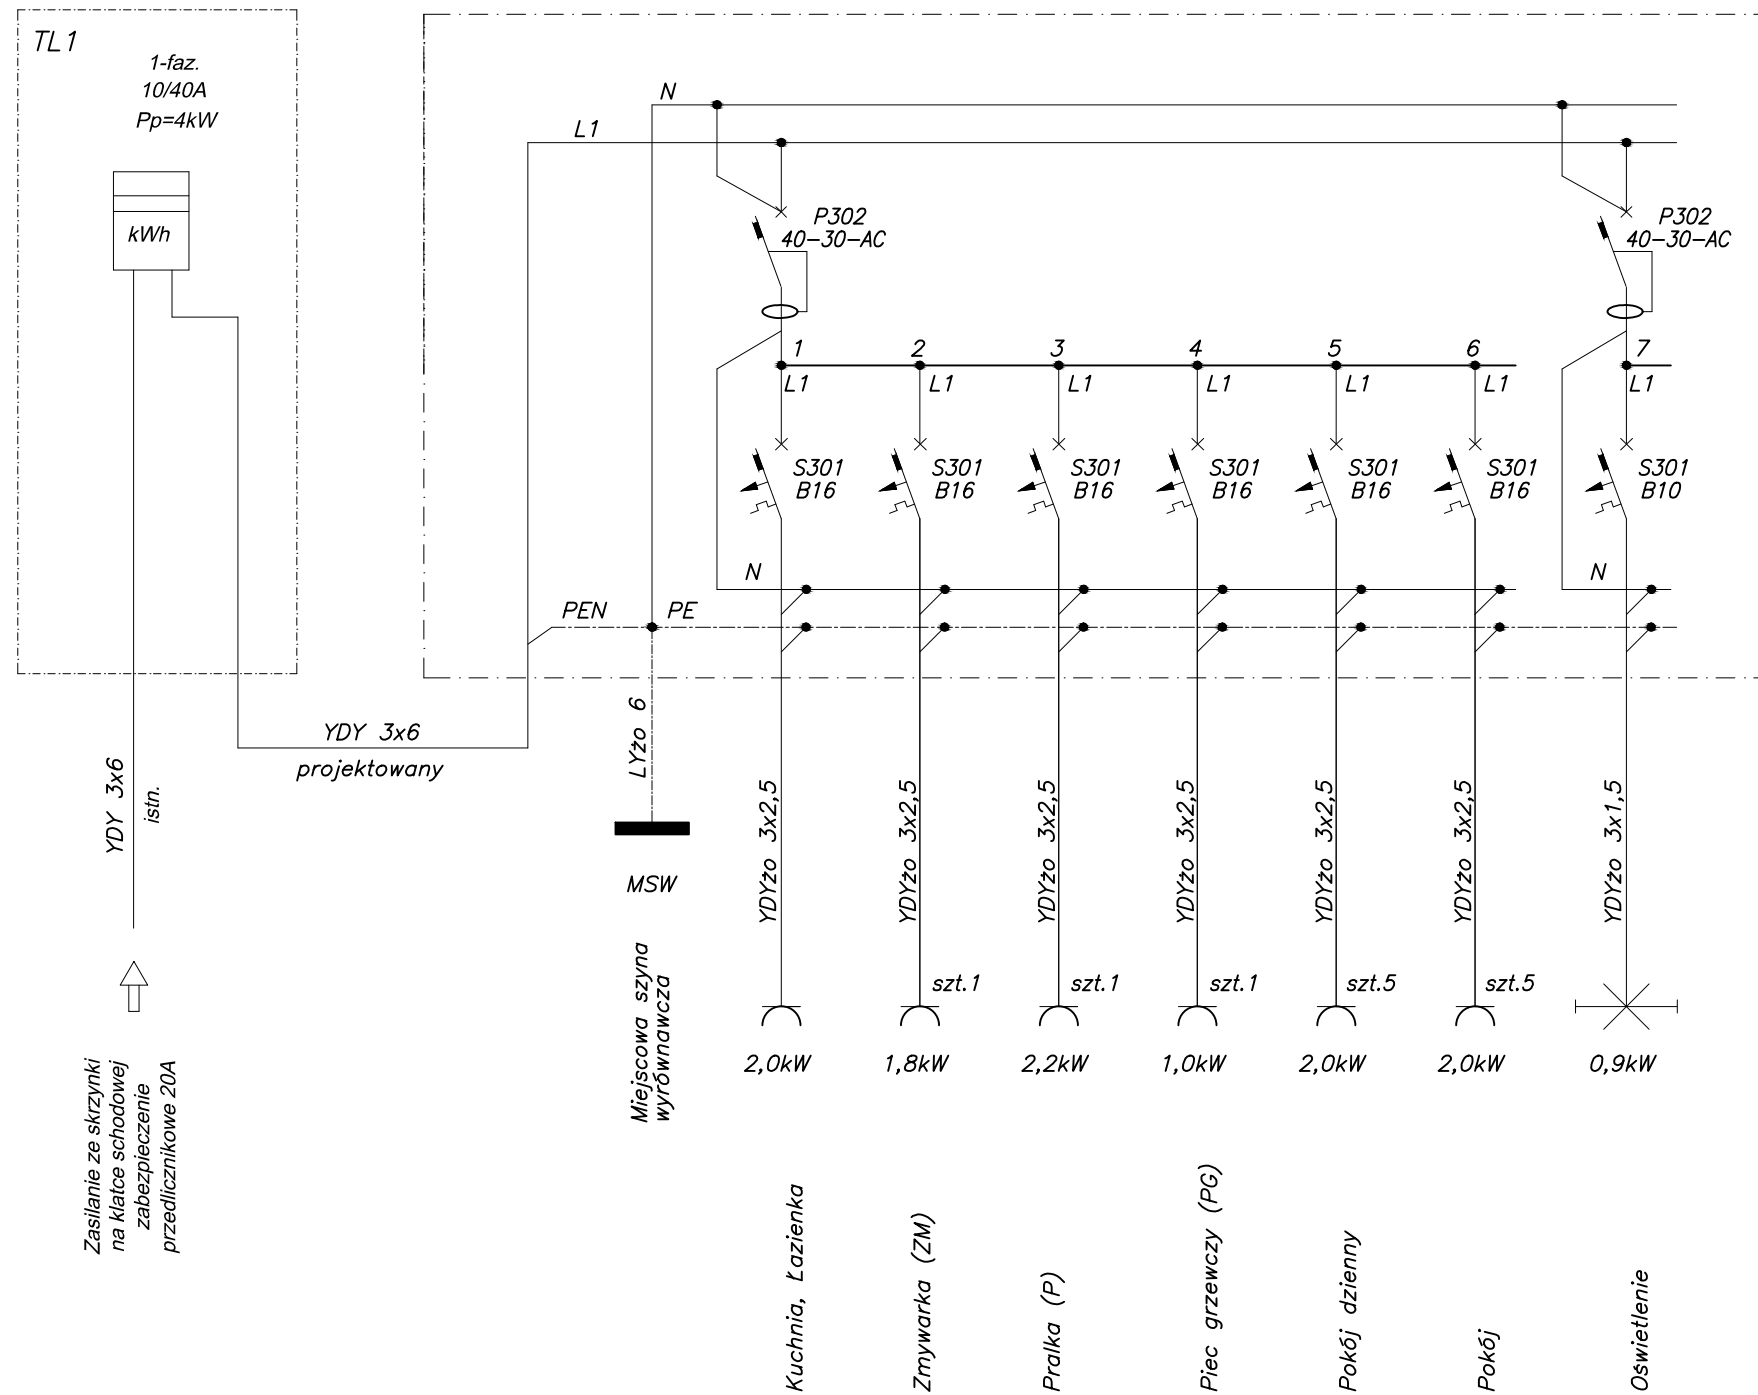 TL1
1-faz.
10/40A
Pp=4kW
kWh
N
L1
P302
40-30-AC
P302
40-30-AC
1
2
3
4
5
6
7
L1
L1
L1
L1
L1
L1
L1
S301
B16
S301
B16
S301
B16
S301
B16
S301
B16
S301
B16
S301
B10
N
N
PEN
PE
YDY 3x6
projektowany
YDY 3x6
istn.
LYżo 6
MSW
Miejscowa szyna
wyrównawcza
YDYżo 3x2,5
YDYżo 3x2,5
YDYżo 3x2,5
YDYżo 3x2,5
YDYżo 3x2,5
YDYżo 3x2,5
YDYżo 3x1,5
szt.1
szt.1
szt.1
szt.5
szt.5
2,0kW
1,8kW
2,2kW
1,0kW
2,0kW
2,0kW
0,9kW
Zasilanie ze skrzynki
na klatce schodowej
zabezpieczenie
przedlicznikowe 20A
Kuchnia, Łazienka
Zmywarka (ZM)
Pralka (P)
Piec grzewczy (PG)
Pokój dzienny
Pokój
Oświetlenie